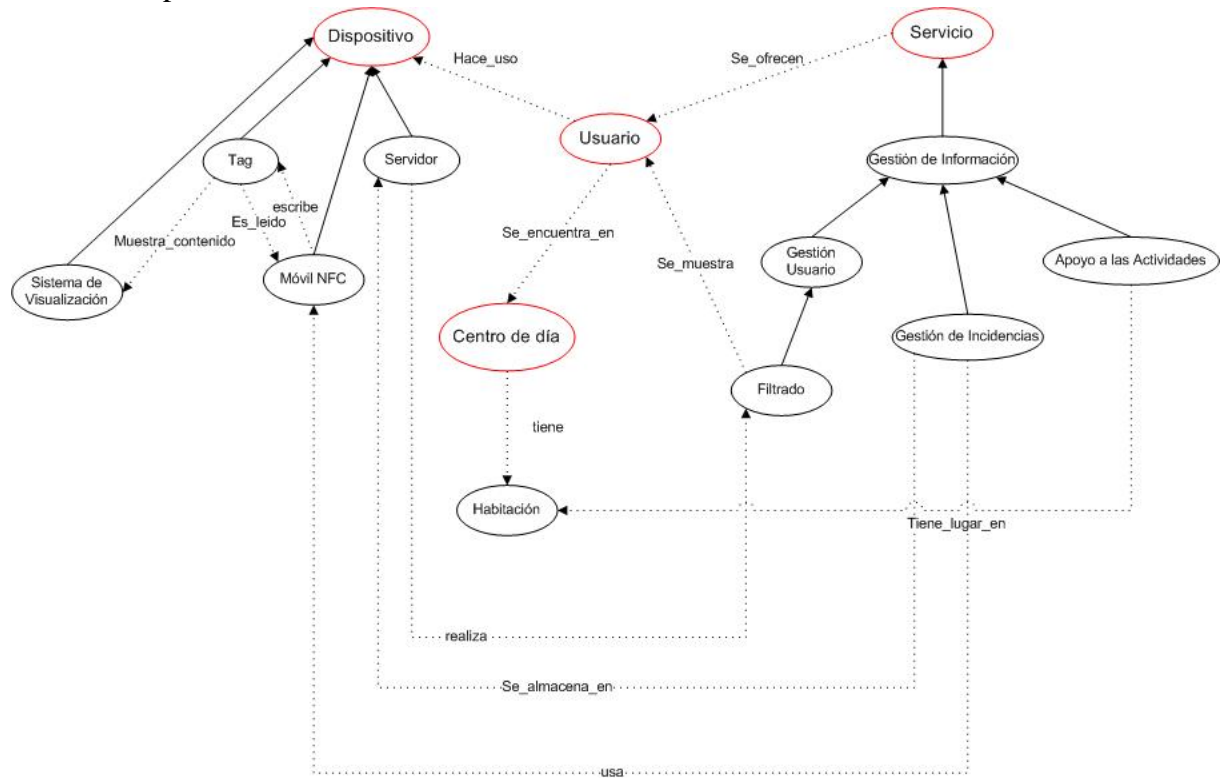 Dispositivo
Servicio
Hace_uso
Se_ofrecen
Usuario
Tag
Servidor
Gestión de Información
escribe
Es_leido
Muestra_contenido
Se_encuentra_en
Se_muestra
Gestión
Usuario
Apoyo a las Actividades
Sistema de
Visualización
Móvil NFC
Centro de día
Gestión de Incidencias
Filtrado
tiene
Habitación
Tiene_lugar_en
realiza
Se_almacena_en
usa